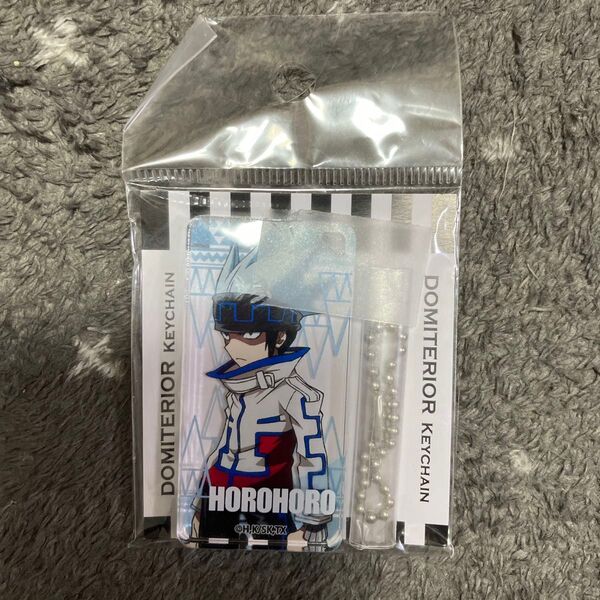 DOMITERIOR KEYCHAIN
HOROHORO
©H.K/SK.TX
DOMITERIOR KEYCHAIN